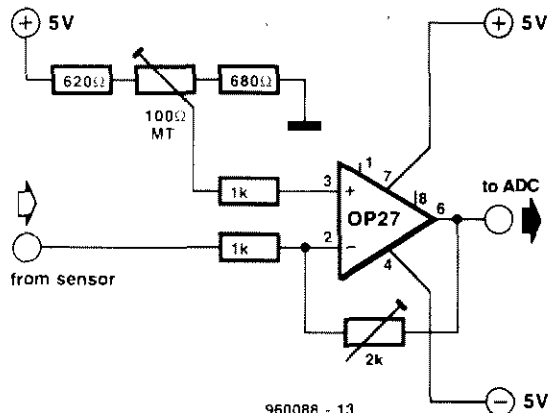 5V
5V
620Ω
680Ω
100Ω
MT
1
7
1k
3
+
8
to ADC
OP27
6
1k
2
−
4
from sensor
2k
960088 - 13
5V